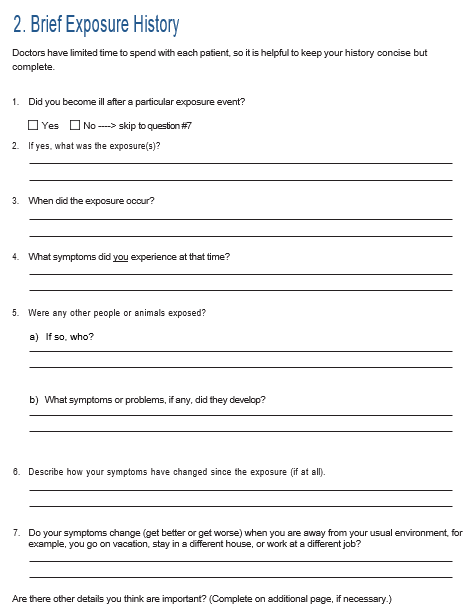 2. Brief Exposure History
Doctors have limited time to spend with each patient, so it is helpful to keep your history concise but
complete.
1. Did you become ill after a particular exposure event?
Yes No ----> skip to question #7
2. If yes, what was the exposure(s)?
3. When did the exposure occur?
4. What symptoms did you experience at that time?
5. Were any other people or animals exposed?
a) If so, who?
b) What symptoms or problems, if any, did they develop?
6. Describe how your symptoms have changed since the exposure (if at all).
7. Do your symptoms change (get better or get worse) when you are away from your usual environment, for
example, you go on vacation, stay in a different house, or work at a different job?
Are there other details you think are important? (Complete on additional page, if necessary.)